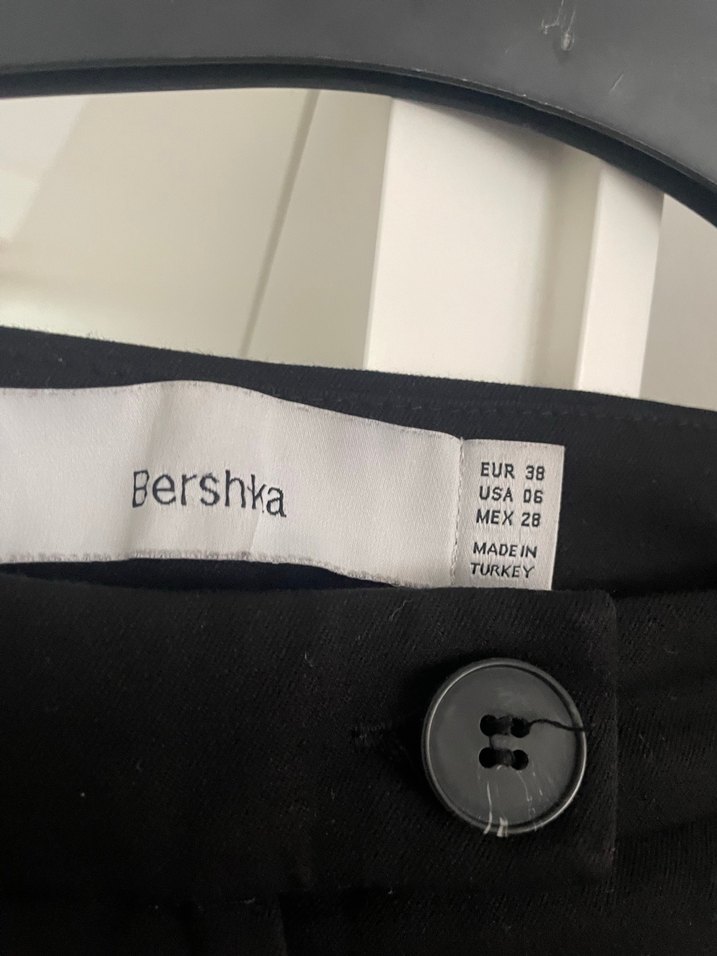 Bershka
EUR 38
USA 06
MEX 28
MADE IN
TURKEY